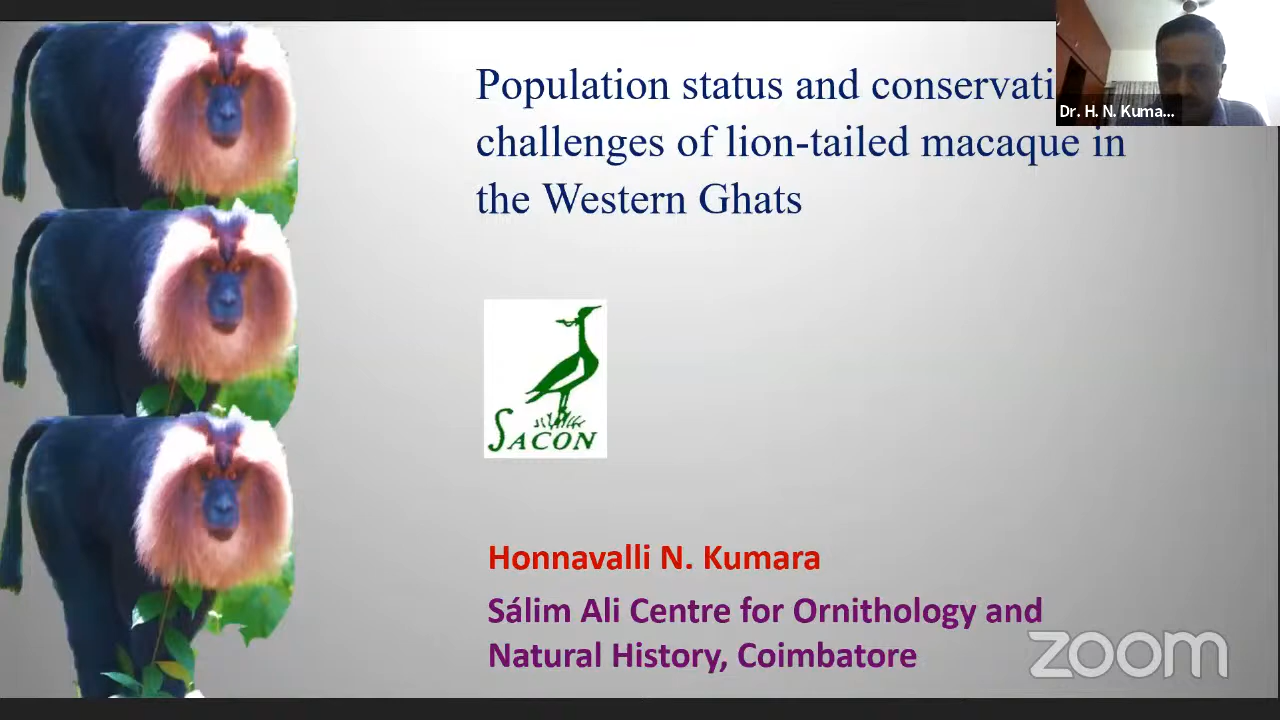 Population status and conservati
challenges of lion-tailed macaque in
the Western Ghats
Dr. H. N. Kuma...
SACON
Honnavalli N. Kumara
Sálim Ali Centre for Ornithology and
Natural History, Coimbatore
zoom